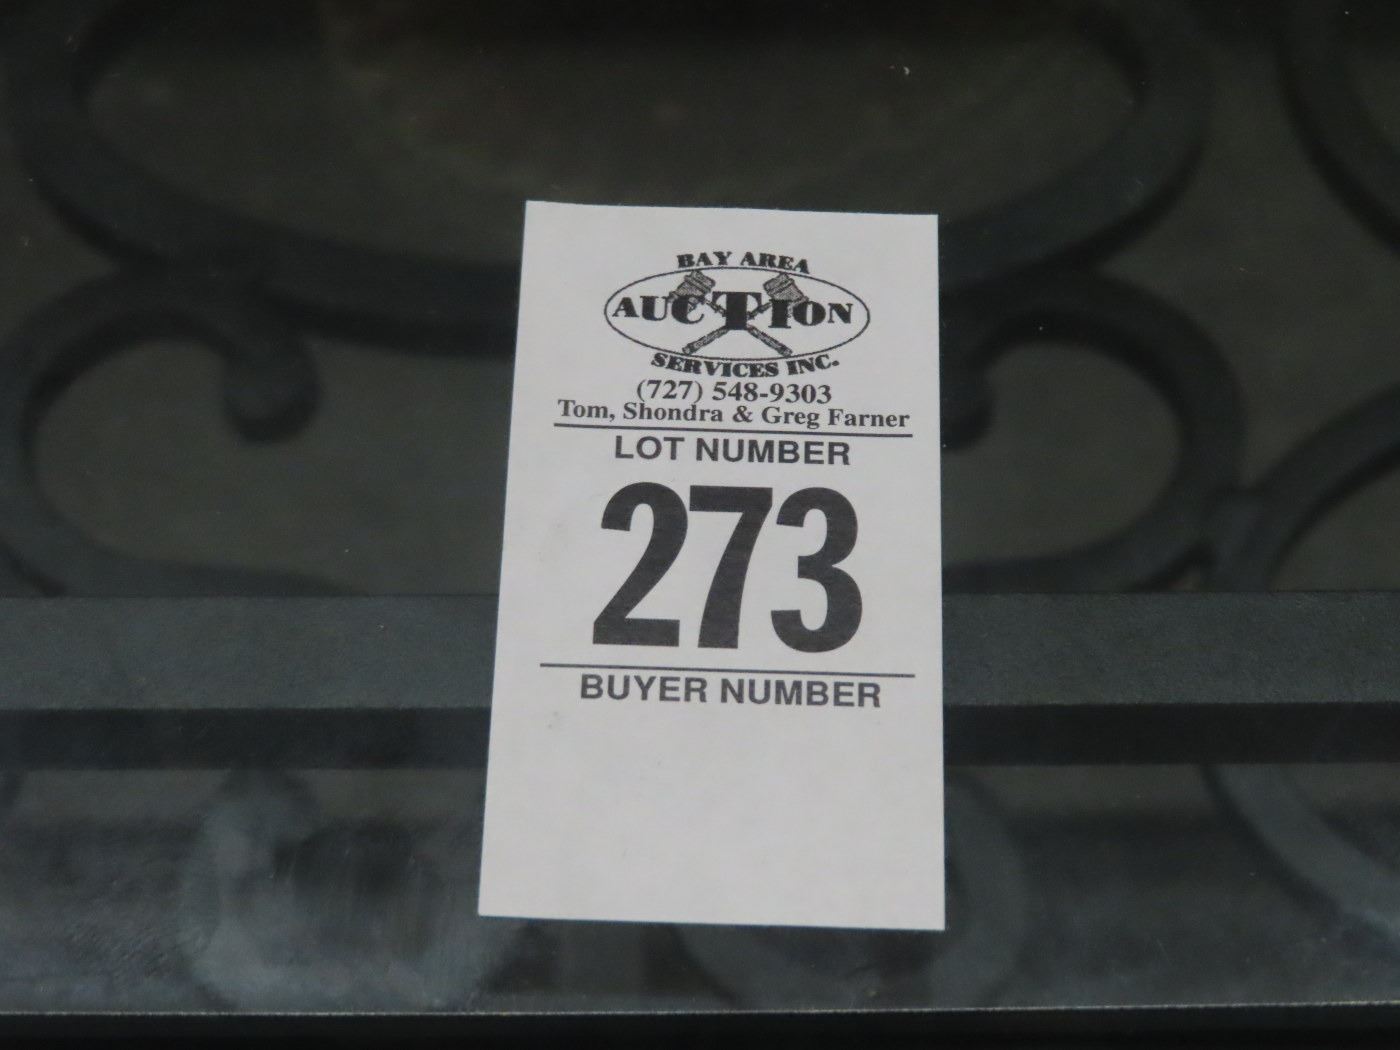 BAY AREA
AUCTION
SERVICES INC.
(727) 548-9303
Tom, Shondra & Greg Farner
LOT NUMBER
273
BUYER NUMBER